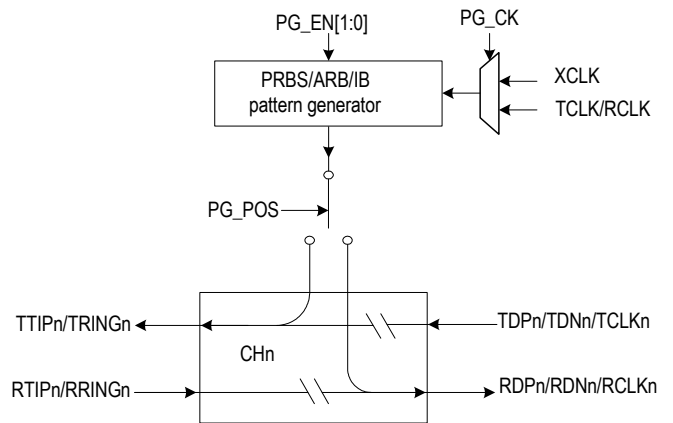 PG_EN[1:0]
PG_CK
PRBS/ARB/IB
pattern generator
XCLK
TCLK/RCLK
PG_POS
TTIPn/TRINGn
TDPn/TDNn/TCLKn
CHn
RTIPn/RRINGn
RDPn/RDNn/RCLKn